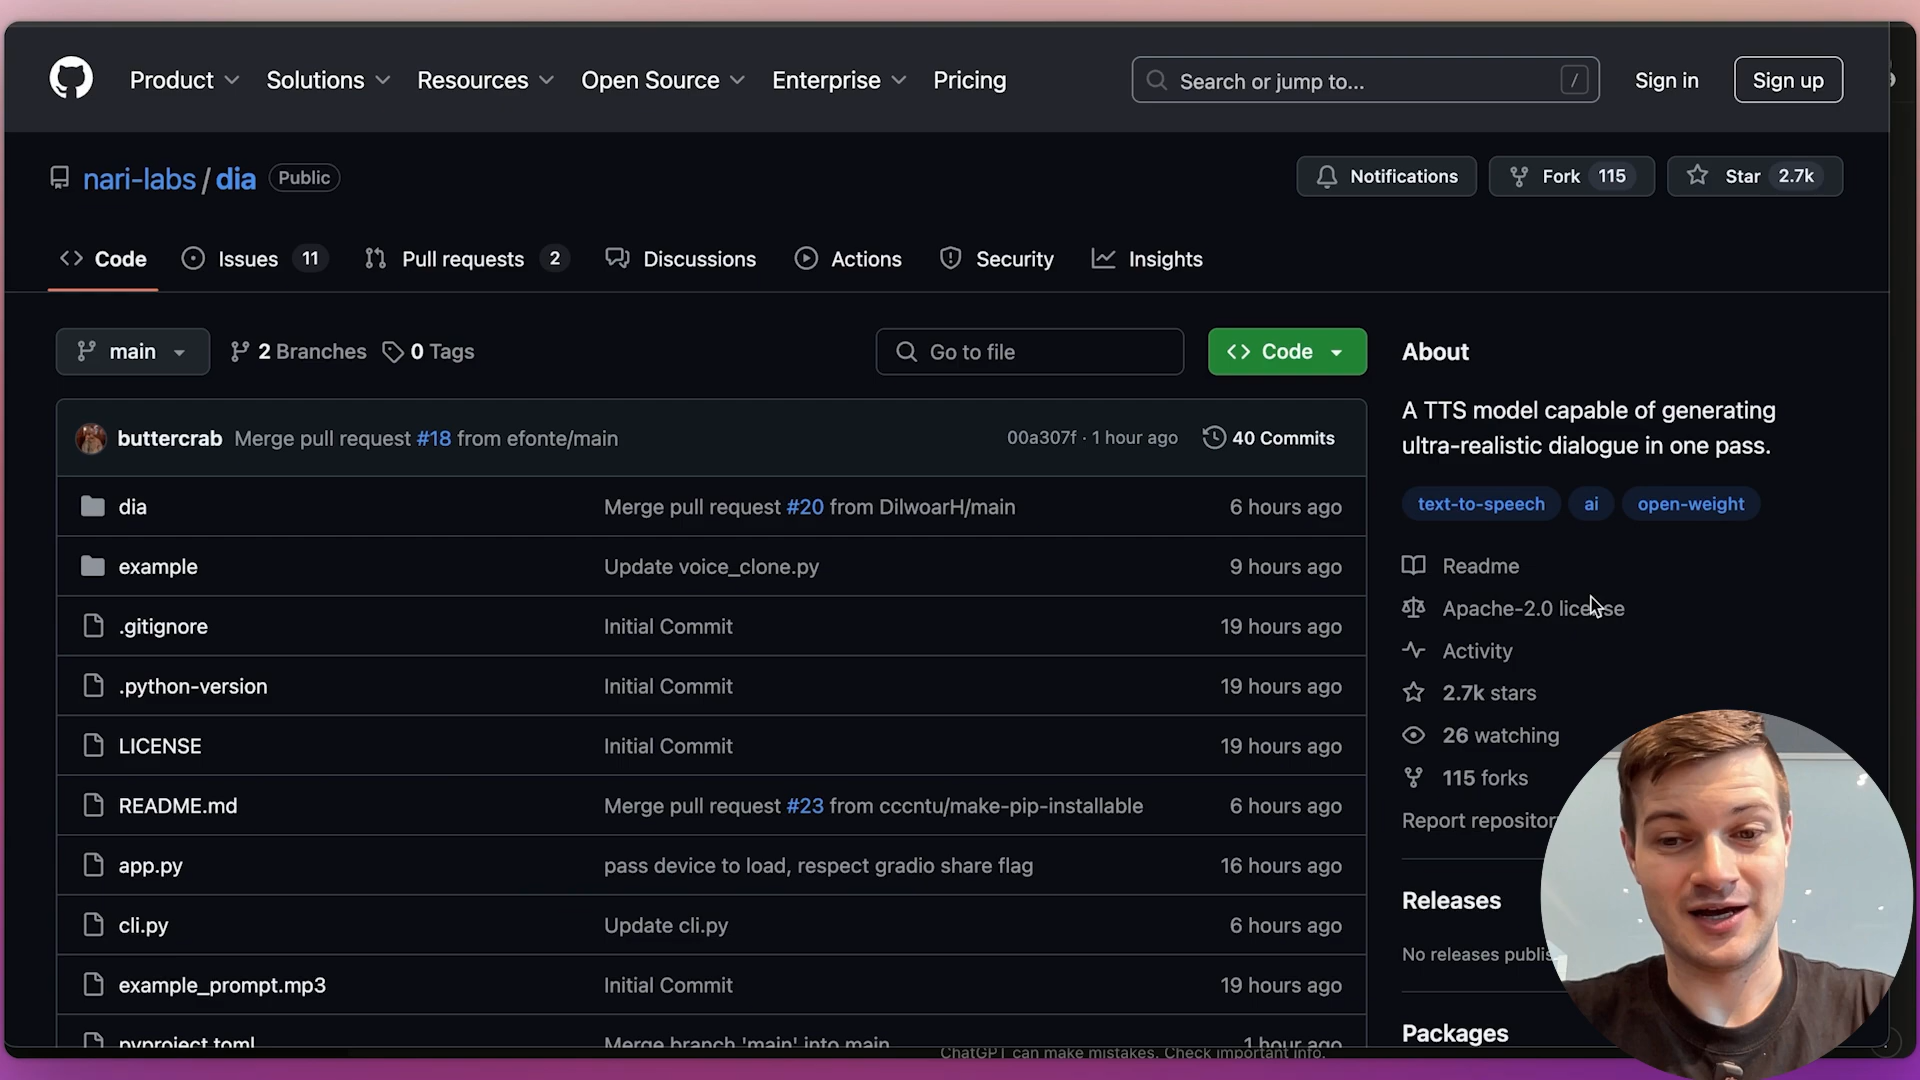 Product Solutions Resources Open Source Enterprise Pricing Search or jump to... / Sign in Sign up
nari-labs / dia Public Notifications Fork 115 Star 2.7k
Code Issues 11 Pull requests 2 Discussions Actions Security Insights
main 2 Branches 0 Tags Go to file Code
buttercrab Merge pull request #18 from efonte/main 00a307f · 1 hour ago 40 Commits
dia Merge pull request #20 from DilwoarH/main 6 hours ago
example Update voice_clone.py 9 hours ago
.gitignore Initial Commit 19 hours ago
.python-version Initial Commit 19 hours ago
LICENSE Initial Commit 19 hours ago
README.md Merge pull request #23 from cccntu/make-pip-installable 6 hours ago
app.py pass device to load, respect gradio share flag 16 hours ago
cli.py Update cli.py 6 hours ago
example_prompt.mp3 Initial Commit 19 hours ago
pyproject.toml Merge branch 'main' into main 1 hour ago
About
A TTS model capable of generating
ultra-realistic dialogue in one pass.
text-to-speech ai open-weight
Readme
Apache-2.0 license
Activity
2.7k stars
26 watching
115 forks
Report repositor
Releases
No releases publis
Packages
ChatGPT can make mistakes. Check important info.